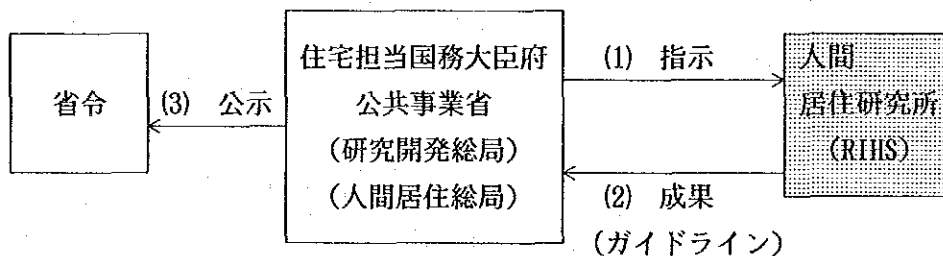 省令
(3) 公示
住宅担当国務大臣府
公共事業省
(研究開発総局)
(人間居住総局)
(1) 指示
(2) 成果
(ガイドライン)
人間
居住研究所
(RIHS)